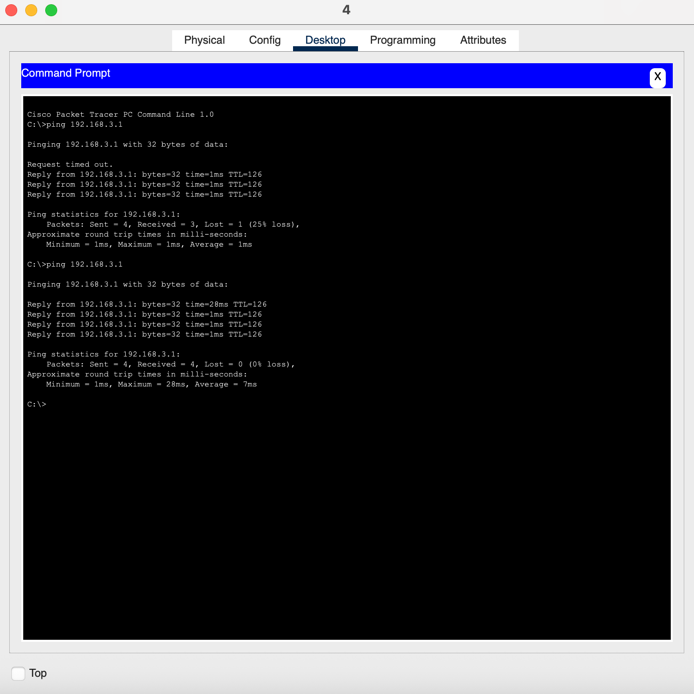 4
Physical Config Desktop Programming Attributes
Command Prompt
X
Cisco Packet Tracer PC Command Line 1.0
C:\>ping 192.168.3.1
Pinging 192.168.3.1 with 32 bytes of data:
Request timed out.
Reply from 192.168.3.1: bytes=32 time=1ms TTL=126
Reply from 192.168.3.1: bytes=32 time=1ms TTL=126
Reply from 192.168.3.1: bytes=32 time=1ms TTL=126
Ping statistics for 192.168.3.1:
    Packets: Sent = 4, Received = 3, Lost = 1 (25% loss),
Approximate round trip times in milli-seconds:
    Minimum = 1ms, Maximum = 1ms, Average = 1ms
C:\>ping 192.168.3.1
Pinging 192.168.3.1 with 32 bytes of data:
Reply from 192.168.3.1: bytes=32 time=28ms TTL=126
Reply from 192.168.3.1: bytes=32 time=1ms TTL=126
Reply from 192.168.3.1: bytes=32 time=1ms TTL=126
Reply from 192.168.3.1: bytes=32 time=1ms TTL=126
Ping statistics for 192.168.3.1:
    Packets: Sent = 4, Received = 4, Lost = 0 (0% loss),
Approximate round trip times in milli-seconds:
    Minimum = 1ms, Maximum = 28ms, Average = 7ms
C:\>
Top